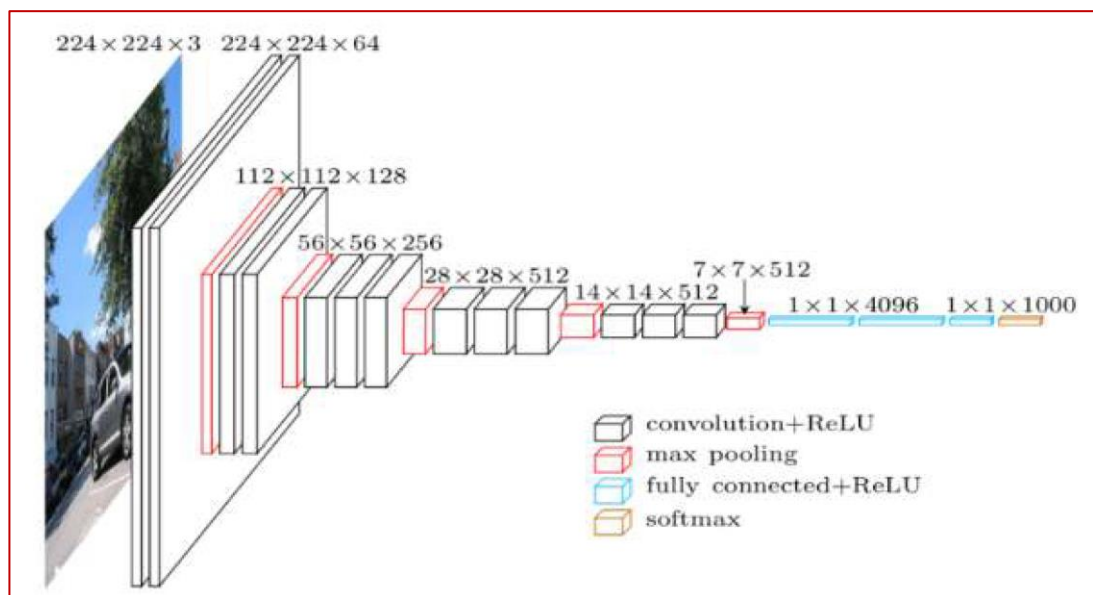 224 × 224 × 3
224 × 224 × 64
112 × 112 × 128
56 × 56 × 256
28 × 28 × 512
14 × 14 × 512
7 × 7 × 512
1 × 1 × 4096
1 × 1 × 1000
convolution+ReLU
max pooling
fully connected+ReLU
softmax